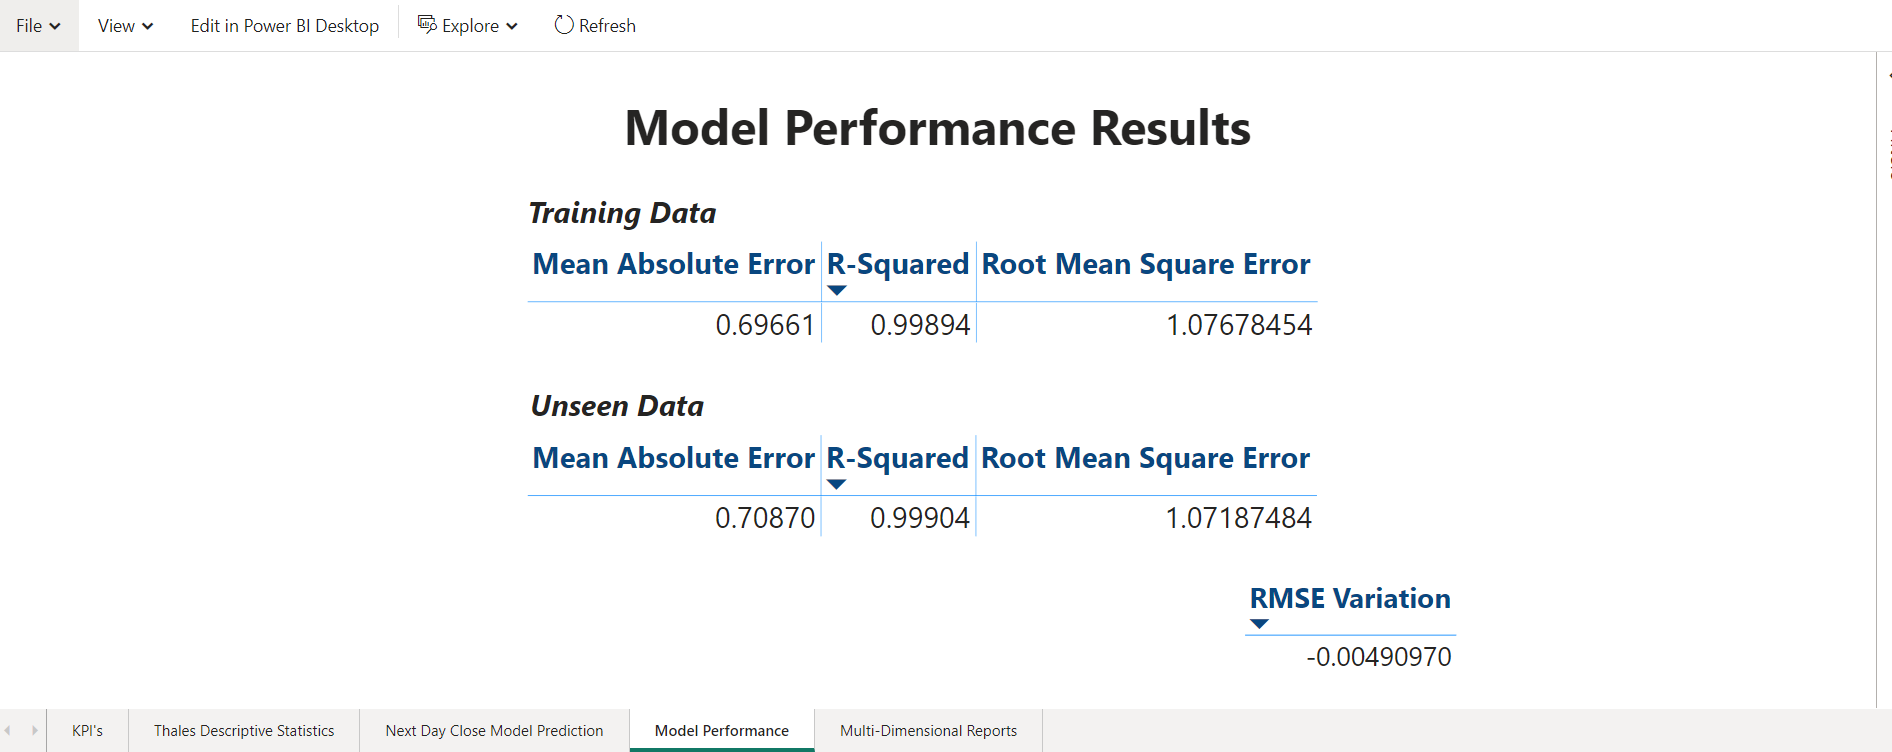 File View Edit in Power BI Desktop Explore Refresh
Model Performance Results
Training Data
Mean Absolute Error R-Squared Root Mean Square Error
0.69661 0.99894 1.07678454
Unseen Data
Mean Absolute Error R-Squared Root Mean Square Error
0.70870 0.99904 1.07187484
RMSE Variation
-0.00490970
KPI's Thales Descriptive Statistics Next Day Close Model Prediction Model Performance Multi-Dimensional Reports